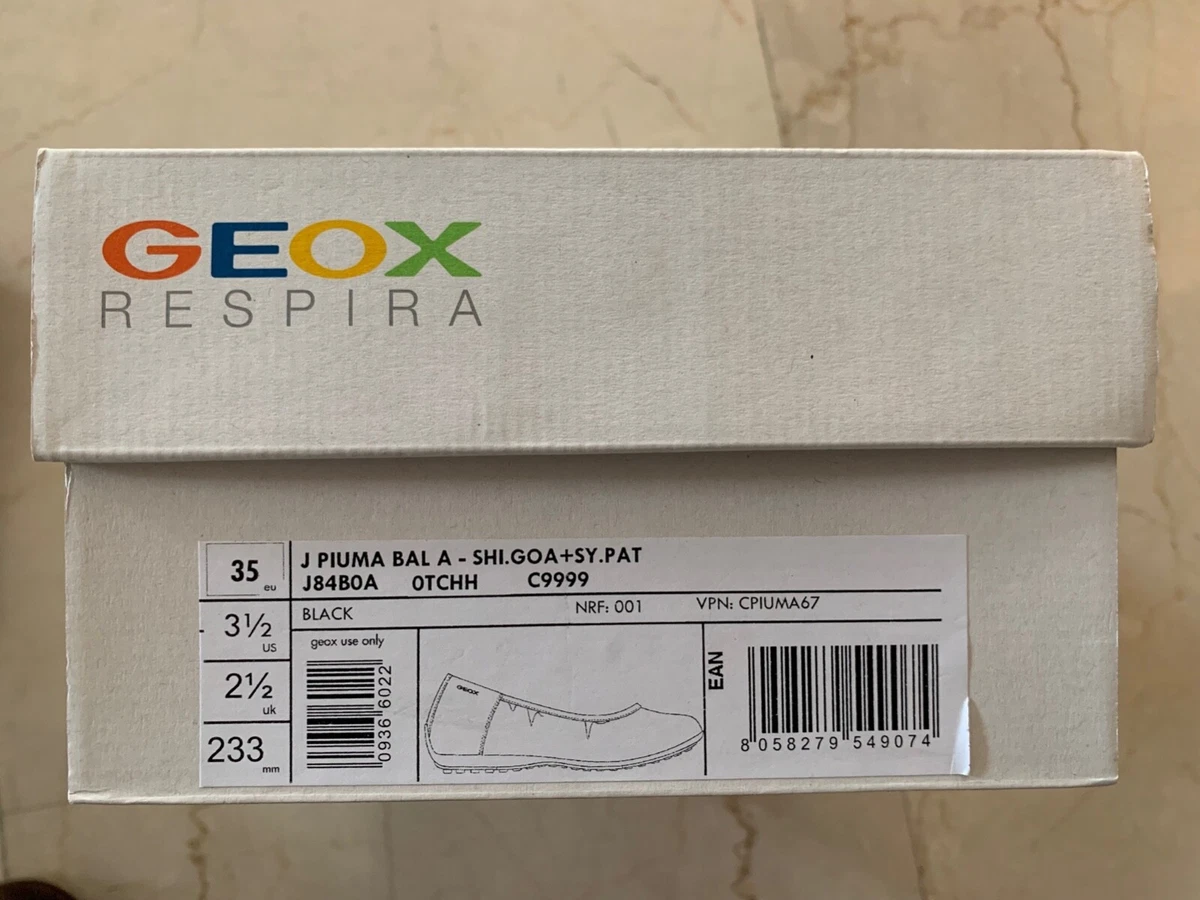 GEOX
RESPIRA
35 eu
J PIUMA BAL A - SHI.GOA+SY.PAT
J84B0A 0TCHH C9999
3½ US
BLACK NRF: 001 VPN: CPIUMA67
geox use only
2½ uk
233 mm
0936 6022
GEOX
EAN
8 058279 549074